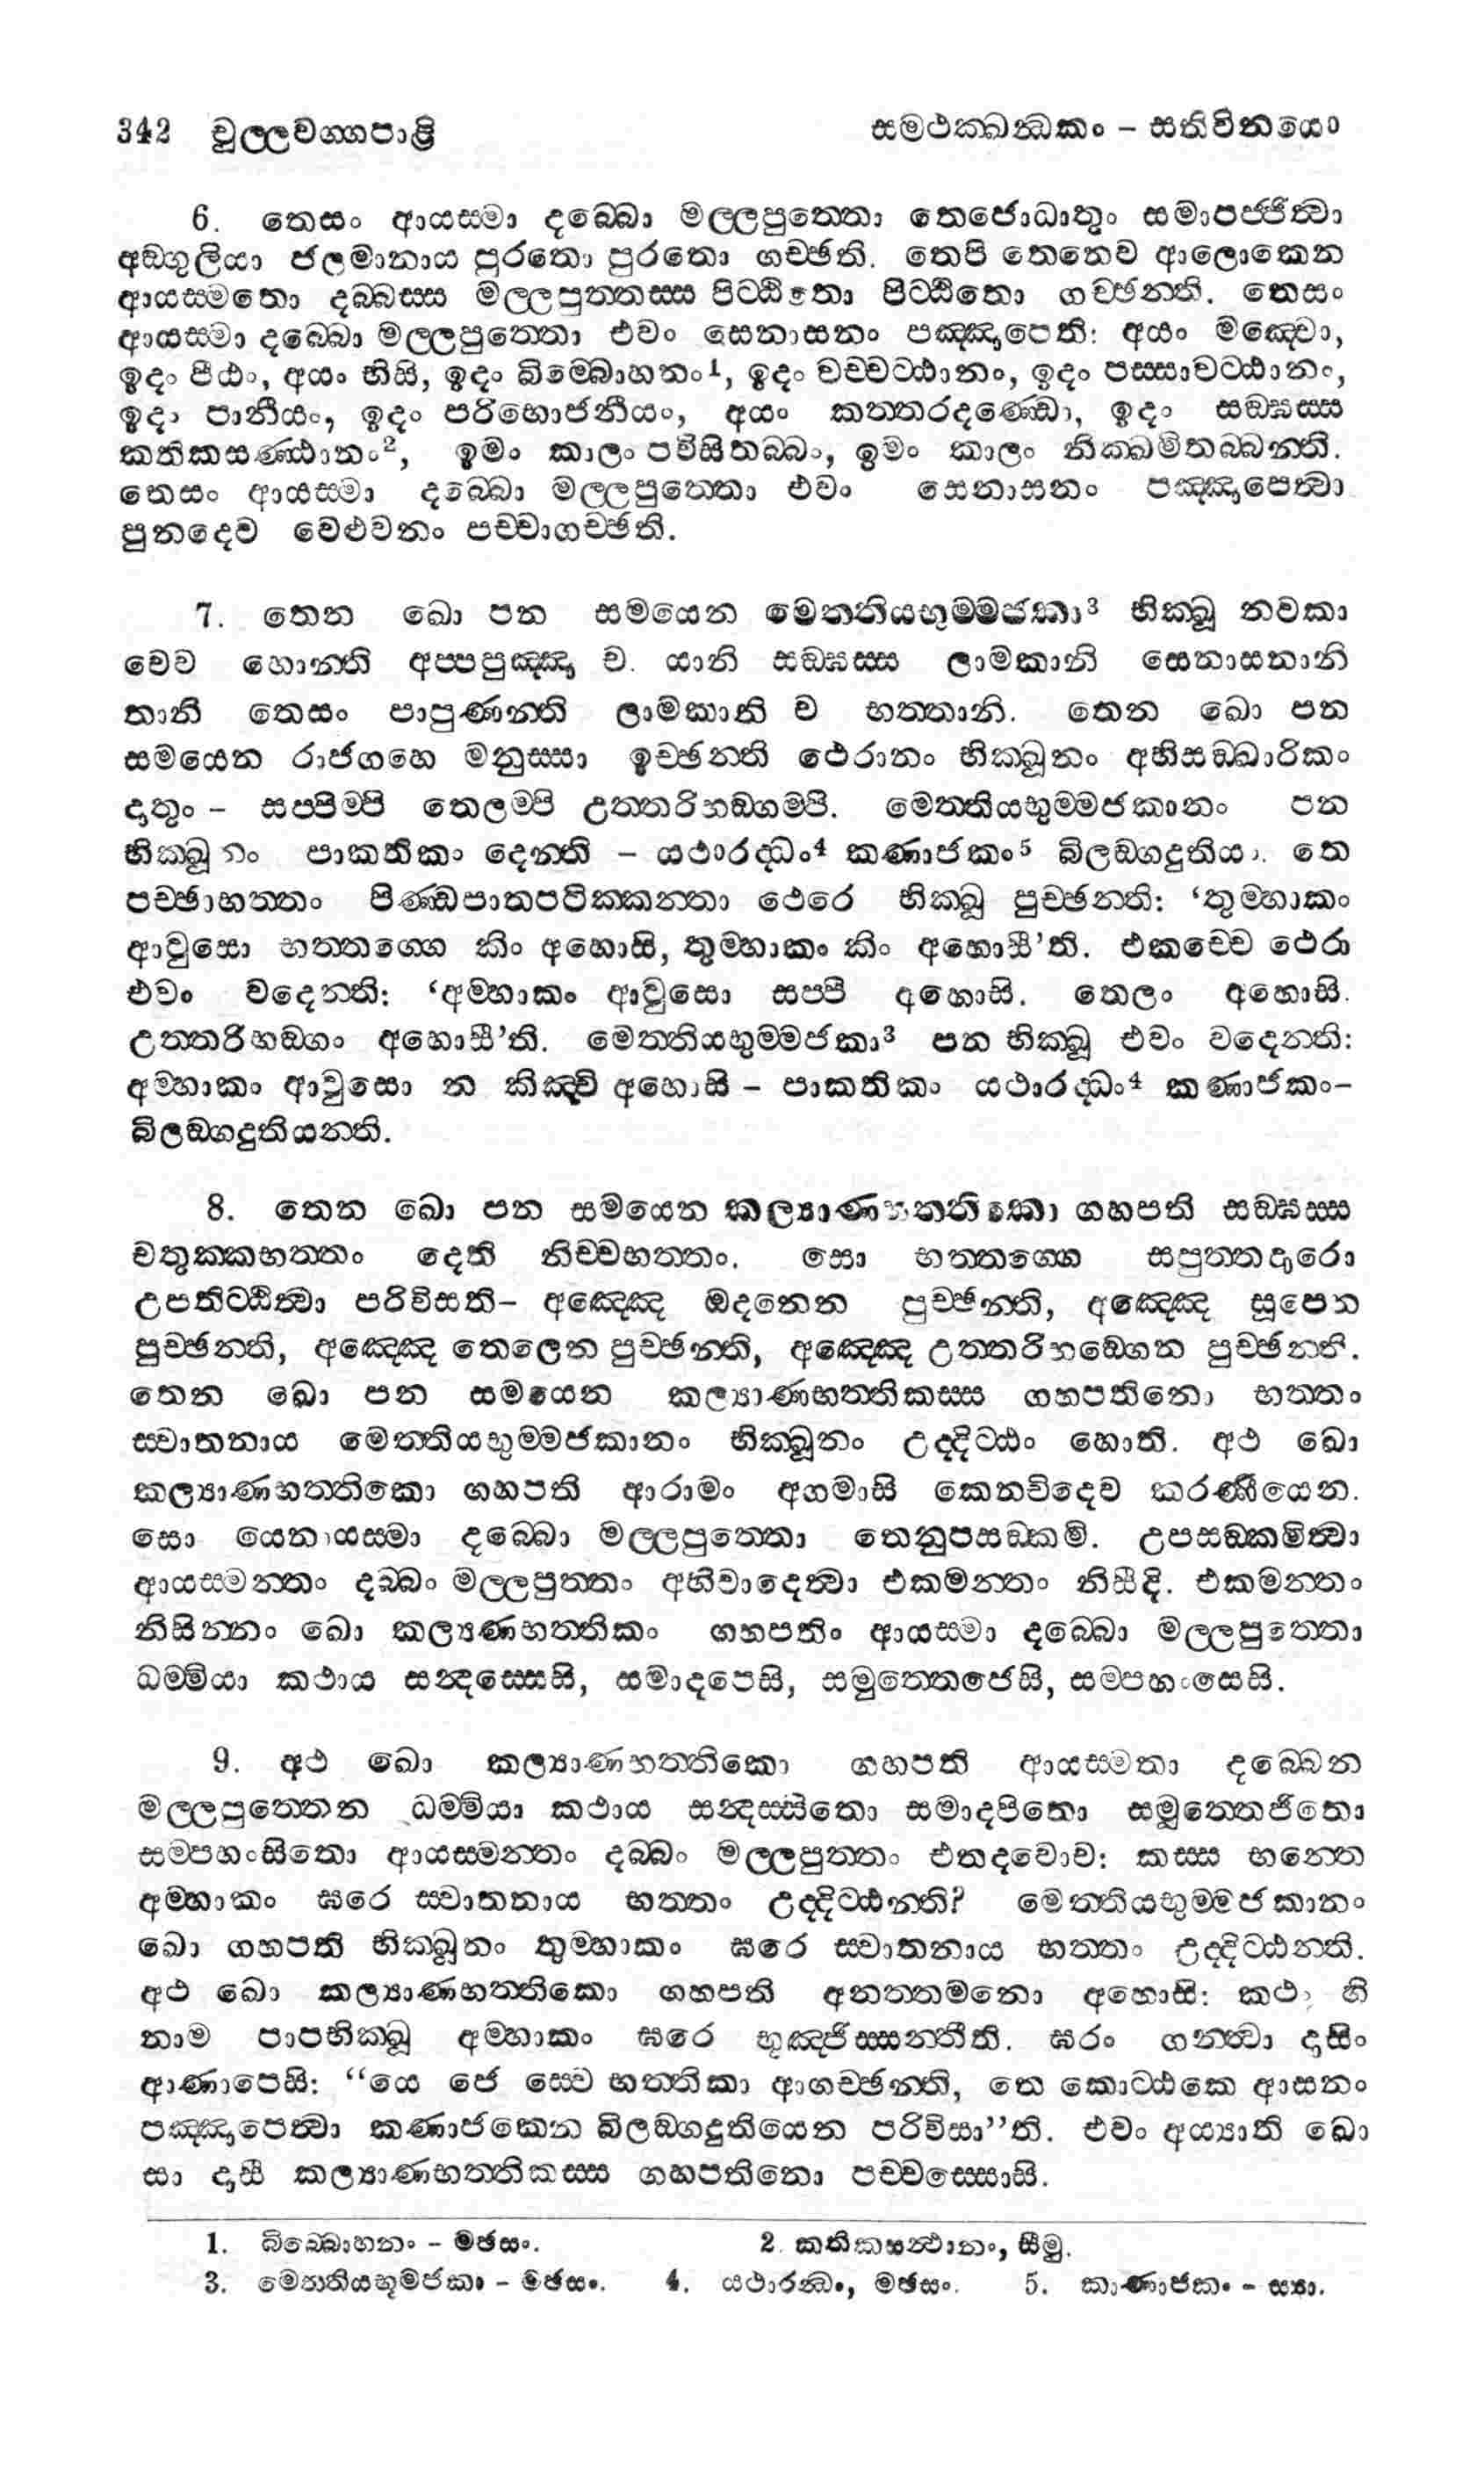 342 චුල්ලවග්ගපාළි සමථක්ඛන්ධකං – සතිවිනයො
6. තෙසං ආයස්මා දබ්බො මල්ලපුත්තො තෙජොධාතුං සමාපජ්ජිත්වා
අඞ්ගුලියා ජලමානාය පුරතො පුරතො ගච්ඡති. තෙපි තෙනෙව ආලොකෙන
ආයස්මතො දබ්බස්ස මල්ලපුත්තස්ස පිට්ඨිතො පිට්ඨිතො ගච්ඡන්ති. තෙසං
ආයස්මා දබ්බො මල්ලපුත්තො එවං සෙනාසනං පඤ්ඤාපෙති: අයං මඤ්චො,
ඉදං පීඨං, අයං භිසි, ඉදං බිම්බොහනං1, ඉදං වච්චට්ඨානං, ඉදං පස්සාවට්ඨානං,
ඉදං පානීයං, ඉදං පරිභොජනීයං, අයං කත්තරදණ්ඩො, ඉදං සඞ්ඝස්ස
කතිකසණ්ඨානං2, ඉමං කාලං පවිසිතබ්බං, ඉමං කාලං නික්ඛමිතබ්බන්ති.
තෙසං ආයස්මා දබ්බො මල්ලපුත්තො එවං සෙනාසනං පඤ්ඤාපෙත්වා
පුනදෙව වෙළුවනං පච්චාගච්ඡති.
7. තෙන ඛො පන සමයෙන මෙත්තියභුම්මජකා3 භික්ඛූ නවකා
චෙව හොන්ති අප්පපුඤ්ඤා ච. යානි සඞ්ඝස්ස ලාමකානි සෙනාසනානි
තානි තෙසං පාපුණන්ති ලාමකානි ච භත්තානි. තෙන ඛො පන
සමයෙන රාජගහෙ මනුස්සා ඉච්ඡන්ති ථෙරානං භික්ඛූනං අභිසඞ්ඛාරිකං
දාතුං – සප්පිම්පි තෙලම්පි උත්තරිභඞ්ගම්පි. මෙත්තියභුම්මජකානං පන
භික්ඛූනං පාකතිකං දෙන්ති – යථාරද්ධං4 කණාජකං5 බිලඞ්ගදුතියං. තෙ
පච්ඡාභත්තං පිණ්ඩපාතපටික්කන්තා ථෙරෙ භික්ඛූ පුච්ඡන්ති: ‘තුම්හාකං
ආවුසො භත්තග්ගෙ කිං අහොසි, තුම්හාකං කිං අහොසී’ති. එකච්චෙ ථෙරා
එවං වදෙන්ති: ‘අම්හාකං ආවුසො සප්පි අහොසි. තෙලං අහොසි.
උත්තරිභඞ්ගං අහොසී’ති. මෙත්තියභුම්මජකා3 පන භික්ඛූ එවං වදෙන්ති:
අම්හාකං ආවුසො න කිඤ්චි අහොසි – පාකතිකං යථාරද්ධං4 කණාජකං–
බිලඞ්ගදුතියන්ති.
8. තෙන ඛො පන සමයෙන කල්‍යාණභත්තිකො ගහපති සඞ්ඝස්ස
චතුක්කභත්තං දෙති නිච්චභත්තං. සො භත්තග්ගෙ සපුත්තදාරො
උපතිට්ඨිත්වා පරිවිසති– අඤ්ඤෙ ඔදනෙන පුච්ඡන්ති, අඤ්ඤෙ සූපෙන
පුච්ඡන්ති, අඤ්ඤෙ තෙලෙන පුච්ඡන්ති, අඤ්ඤෙ උත්තරිභඞ්ගෙන පුච්ඡන්ති.
තෙන ඛො පන සමයෙන කල්‍යාණභත්තිකස්ස ගහපතිනො භත්තං
ස්වාතනාය මෙත්තියභුම්මජකානං භික්ඛූනං උද්දිට්ඨං හොති. අථ ඛො
කල්‍යාණභත්තිකො ගහපති ආරාමං අගමාසි කෙනචිදෙව කරණීයෙන.
සො යෙනායස්මා දබ්බො මල්ලපුත්තො තෙනුපසඞ්කමි. උපසඞ්කමිත්වා
ආයස්මන්තං දබ්බං මල්ලපුත්තං අභිවාදෙත්වා එකමන්තං නිසීදි. එකමන්තං
නිසින්නං ඛො කල්‍යණභත්තිකං ගහපතිං ආයස්මා දබ්බො මල්ලපුත්තො
ධම්මියා කථාය සන්දස්සෙසි, සමාදපෙසි, සමුත්තෙජෙසි, සම්පහංසෙසි.
9. අථ ඛො කල්‍යාණභත්තිකො ගහපති ආයස්මතා දබ්බෙන
මල්ලපුත්තෙන ධම්මියා කථාය සන්දස්සිතො සමාදපිතො සමුත්තෙජිතො
සම්පහංසිතො ආයස්මන්තං දබ්බං මල්ලපුත්තං එතදවොච: කස්ස භන්තෙ
අම්හාකං ඝරෙ ස්වාතනාය භත්තං උද්දිට්ඨන්ති? මෙත්තියභුම්මජකානං
ඛො ගහපති භික්ඛූනං තුම්හාකං ඝරෙ ස්වාතනාය භත්තං උද්දිට්ඨන්ති.
අථ ඛො කල්‍යාණභත්තිකො ගහපති අනත්තමනො අහොසි: කථං හි
නාම පාපභික්ඛූ අම්හාකං ඝරෙ භුඤ්ජිස්සන්තීති. ඝරං ගන්ත්වා දාසිං
ආණාපෙසි: “යෙ ජෙ ස්වෙ භත්තිකා ආගච්ඡන්ති, තෙ කොට්ඨකෙ ආසනං
පඤ්ඤාපෙත්වා කණාජකෙන බිලඞ්ගදුතියෙන පරිවිසා”ති. එවං අය්‍යාති ඛො
සා දාසී කල්‍යාණභත්තිකස්ස ගහපතිනො පච්චස්සොසි.
1. බිබ්බොහනං – මඡසං. 2. කතිකසන්ථානං, සීමු.
3. මෙත්තියභූමජකා – මඡසං. 4. යථාරන්ධං, මඡසං. 5. කාණාජකං – ස්‍යා.